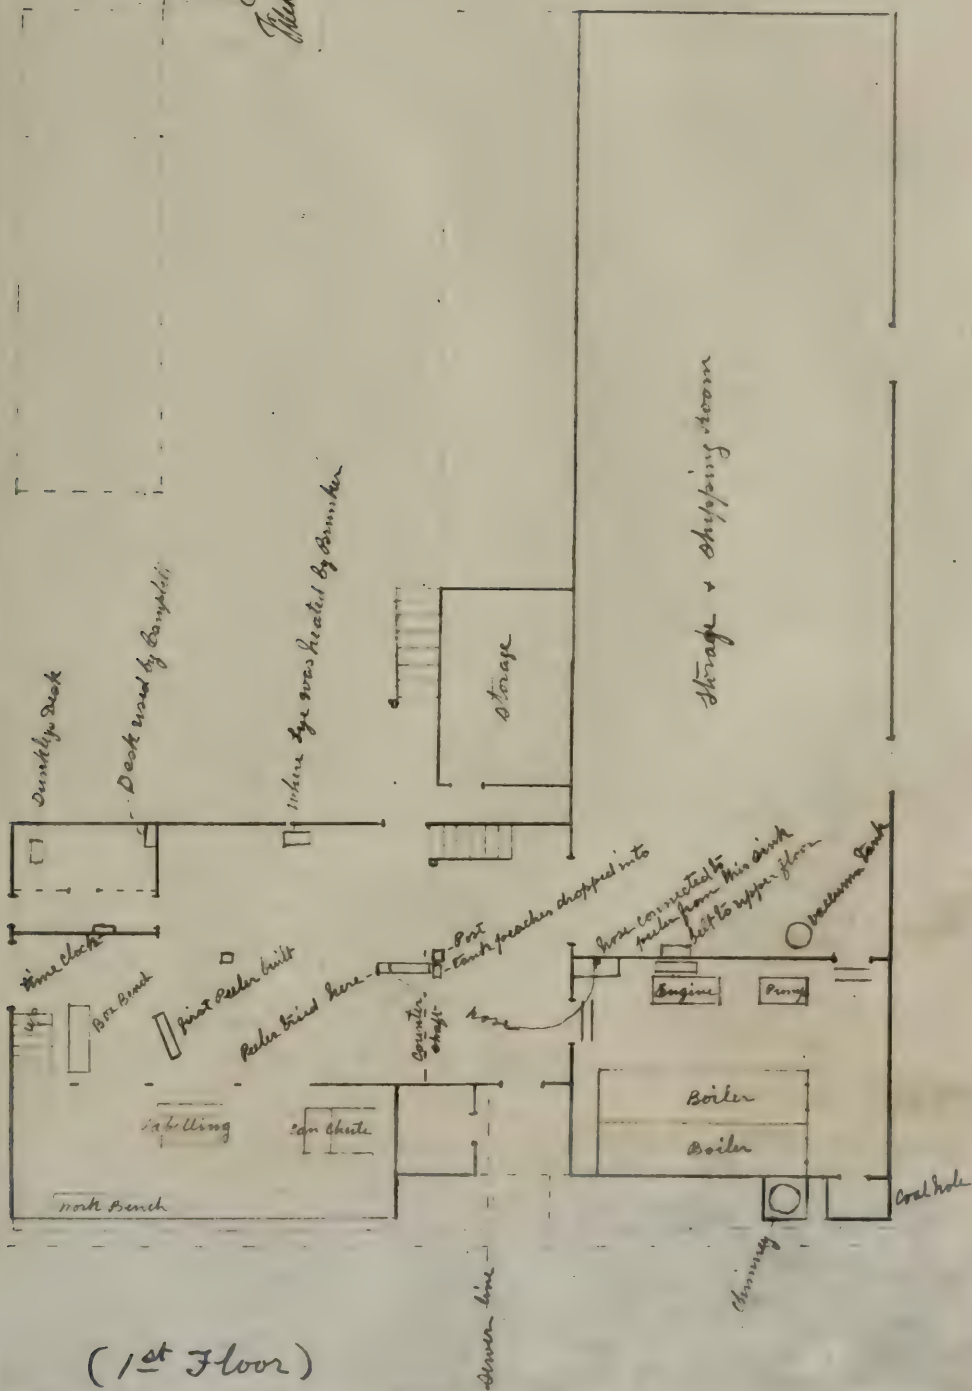 Storage + Shipping Room
Storage
Dunkley Desk
Desk used by
where Lye was heated by Brunker
time clock
Up
Box Bench
First Peeler built
Peeler tried here
Post
tank peaches dropped into
Counter
shaft
hose
hose connected to
peeler from this sink
belt to upper floor
vacuum tank
Engine
Pump
Boiler
Boiler
Labelling
Can Chute
Work Bench
Coal hole
Chimney
Sewer line
(1st Floor)